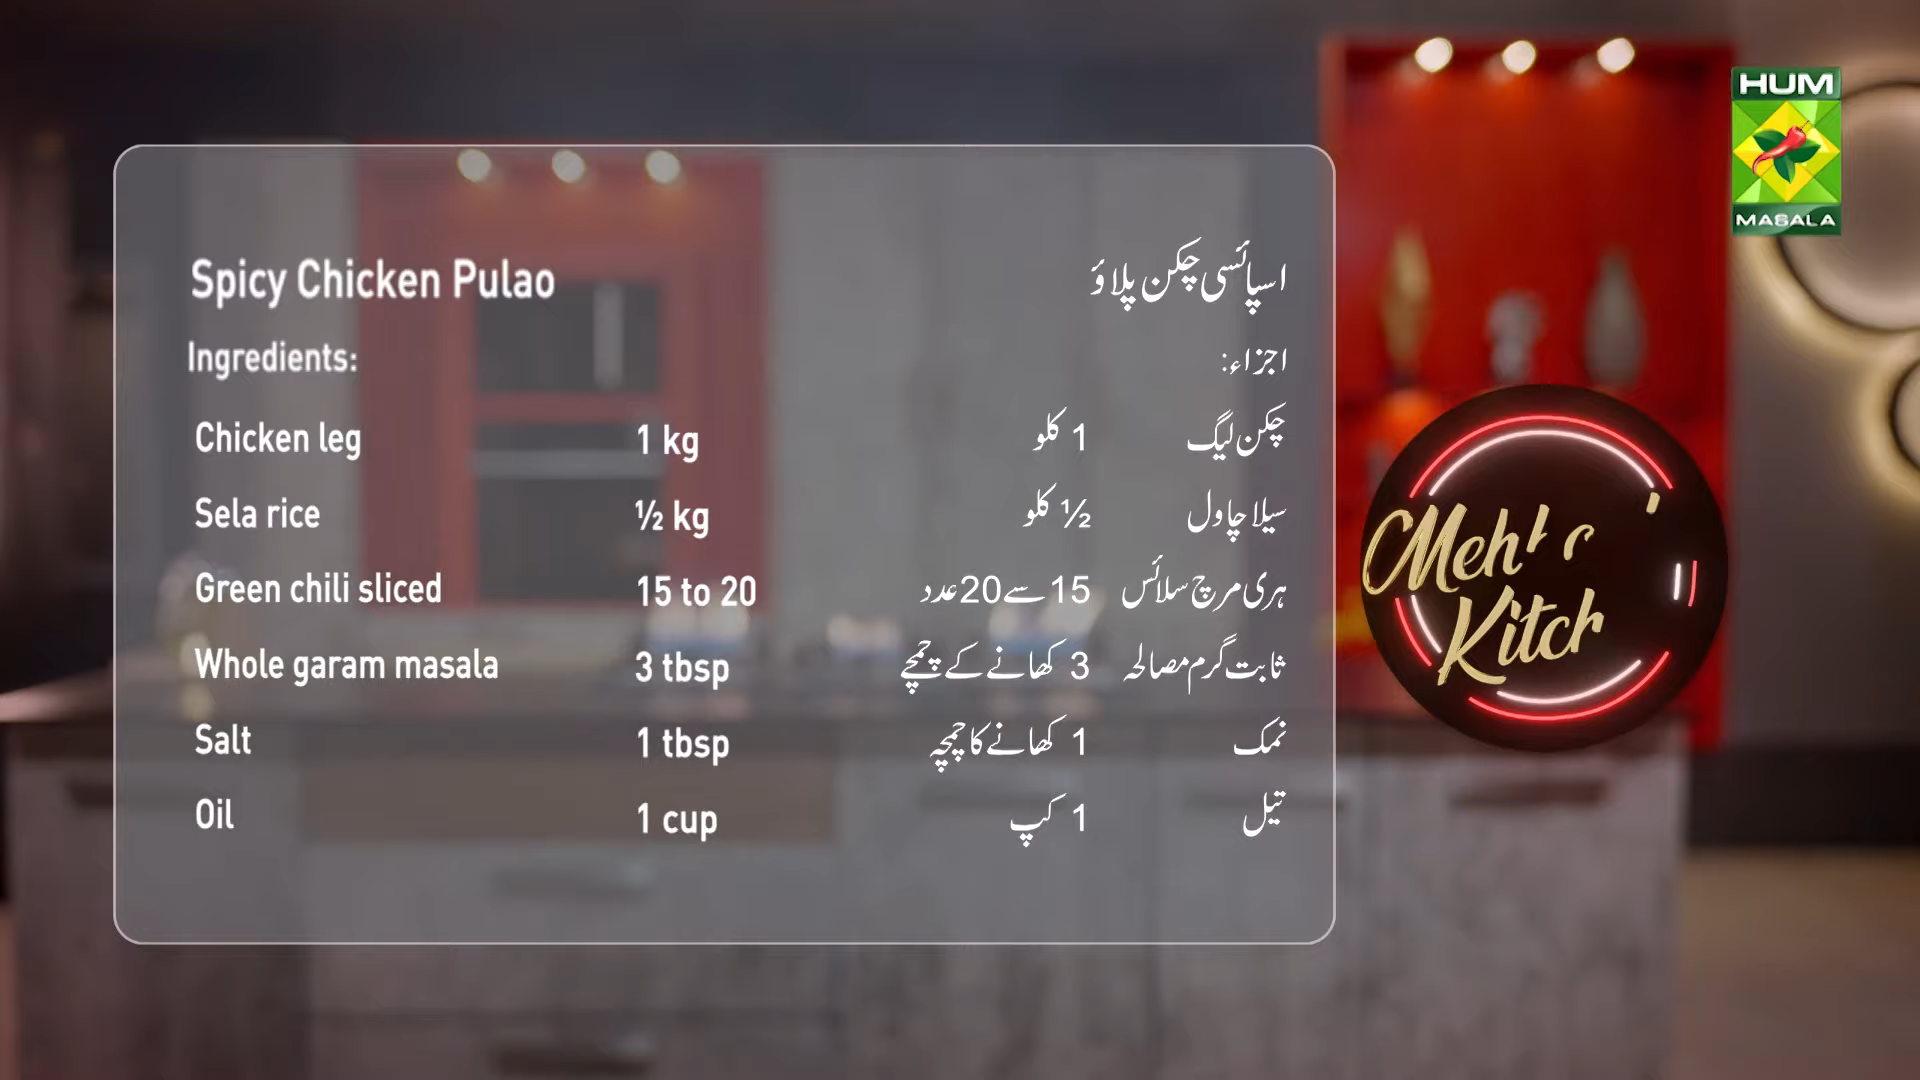 HUM
MASALA
Spicy Chicken Pulao اسپائسی چکن پلاؤ
Ingredients: اجزاء:
Chicken leg 1 kg چکن لیگ 1 کلو
Sela rice ½ kg سیلا چاول ½ کلو
Green chili sliced 15 to 20 ہری مرچ سلائس 15 سے 20 عدد
Whole garam masala 3 tbsp ثابت گرم مصالحہ 3 کھانے کے چمچے
Salt 1 tbsp نمک 1 کھانے کا چمچہ
Oil 1 cup تیل 1 کپ